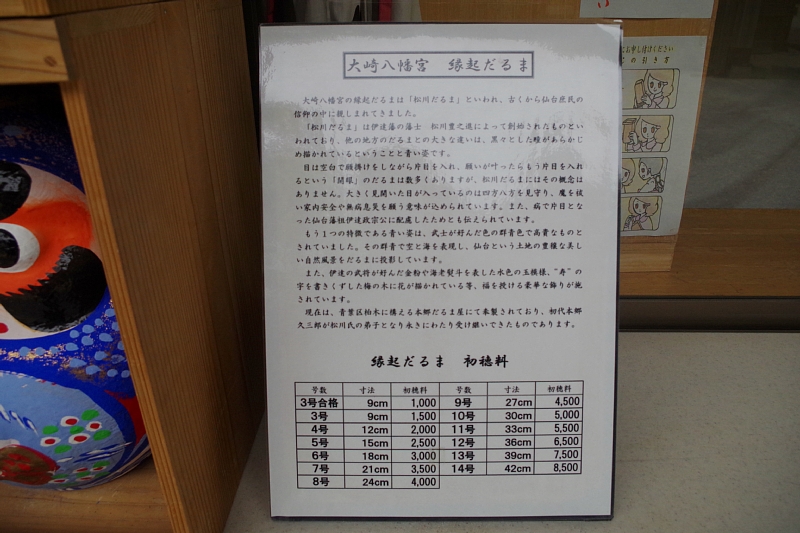 大崎八幡宮　縁起だるま
大崎八幡宮の縁起だるまは「松川だるま」といわれ、古くから仙台庶民の
信仰の中に親しまれてきました。
「松川だるま」は伊達藩の藩士　松川豊之進によって創始されたものとい
われており、他の地方のだるまとの大きな違いは、黒々とした瞳があらかじ
め描かれているということと青い姿です。
目は空白で願掛けをしながら片目を入れ、願いが叶ったらもう片目を入れ
るという「開眼」のだるまは数多くありますが、松川だるまにはその概念は
ありません。大きく見開いた目が入っているのは四方八方を見守り、魔を祓
い家内安全や無病息災を願う意味が込められています。また、病で片目とな
った仙台藩祖伊達政宗公に配慮したためとも伝えられています。
もう１つの特徴である青い姿は、武士が好んだ色の群青色で高貴なものと
されていました。その群青で空と海を表現し、仙台という土地の豊穣な美し
い自然風景をだるまに投影しています。
また、伊達の武将が好んだ金粉や海老熨斗を表した水色の玉模様、“寿”の
字を書きくずした梅の木に花が描かれている等、福を授ける豪華な飾りが施
されています。
現在は、青葉区柏木に構える本郷だるま屋にて奉製されており、初代本郷
久三郎が松川氏の弟子となり永きにわたり受け継いできたものであります。
縁起だるま　初穂料
号数 寸法 初穂料 号数 寸法 初穂料
3号合格 9cm 1,000 9号 27cm 4,500
3号 9cm 1,500 10号 30cm 5,000
4号 12cm 2,000 11号 33cm 5,500
5号 15cm 2,500 12号 36cm 6,500
6号 18cm 3,000 13号 39cm 7,500
7号 21cm 3,500 14号 42cm 8,500
8号 24cm 4,000
にお申し付けください
の引き方